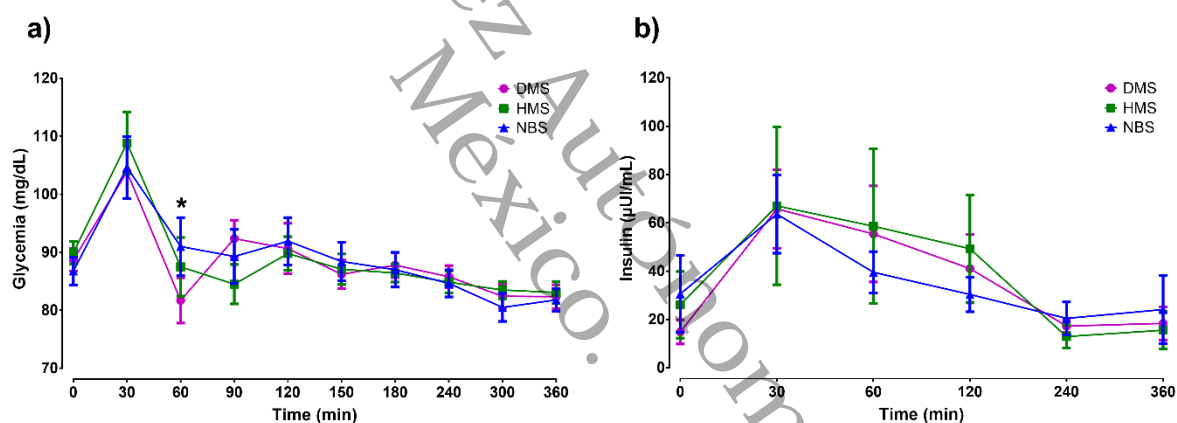 a)
120
110
100
90
80
70
Glycemia (mg/dL)
*
DMS
HMS
NBS
0 30 60 90 120 150 180 240 300 360
Time (min)
b)
120
100
80
60
40
20
0
Insulin (µUI/mL)
DMS
HMS
NBS
0 30 60 120 240 360
Time (min)
México.